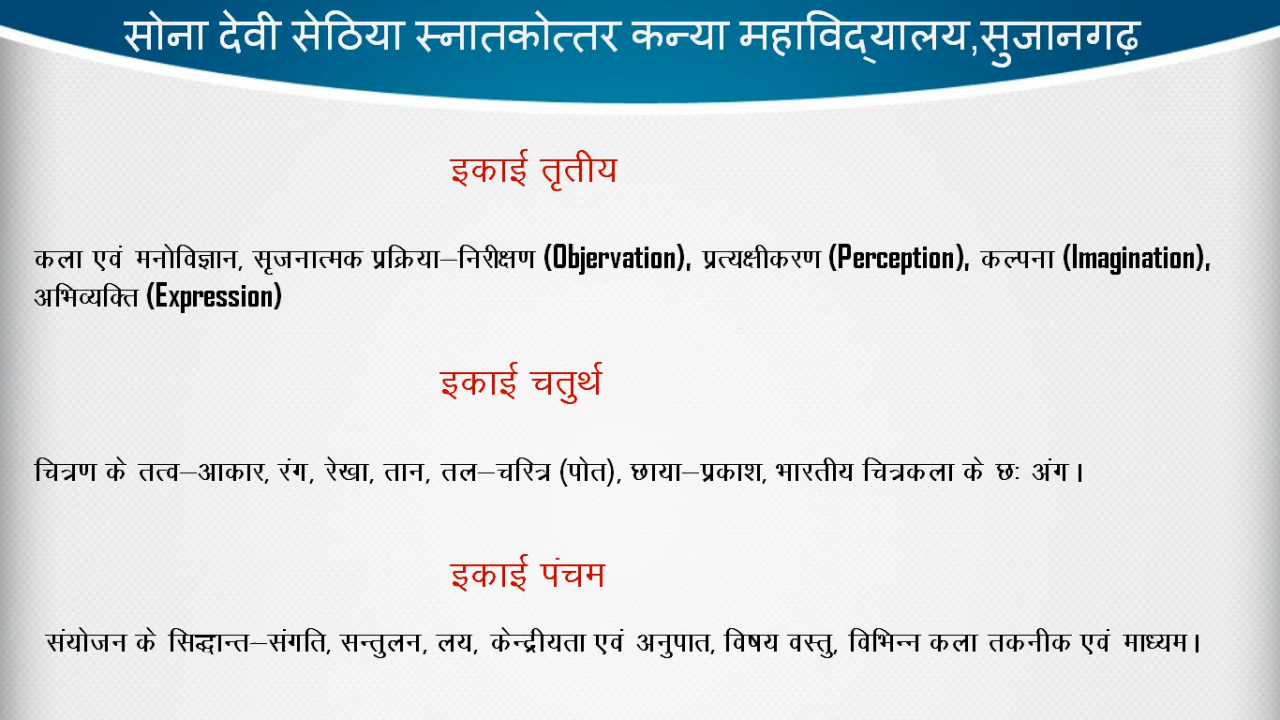 सोना देवी सेठिया स्नातकोत्तर कन्या महाविद्यालय,सुजानगढ़
इकाई तृतीय
कला एवं मनोविज्ञान, सृजनात्मक प्रक्रिया–निरीक्षण (Objervation), प्रत्यक्षीकरण (Perception), कल्पना (Imagination),
अभिव्यक्ति (Expression)
इकाई चतुर्थ
चित्रण के तत्व–आकार, रंग, रेखा, तान, तल–चरित्र (पोत), छाया–प्रकाश, भारतीय चित्रकला के छः अंग।
इकाई पंचम
संयोजन के सिद्धान्त–संगति, सन्तुलन, लय, केन्द्रीयता एवं अनुपात, विषय वस्तु, विभिन्न कला तकनीक एवं माध्यम।